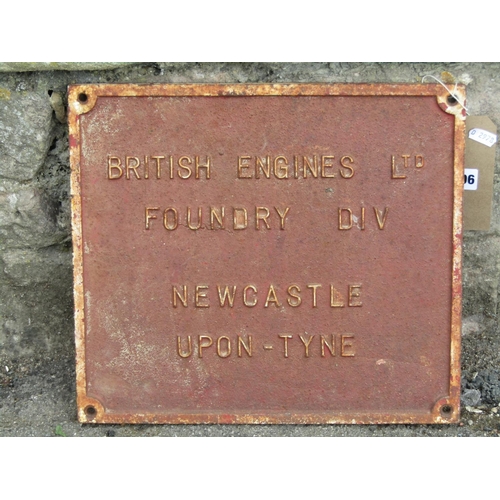 BRITISH ENGINES LTD
FOUNDRY DIV
NEWCASTLE
UPON-TYNE